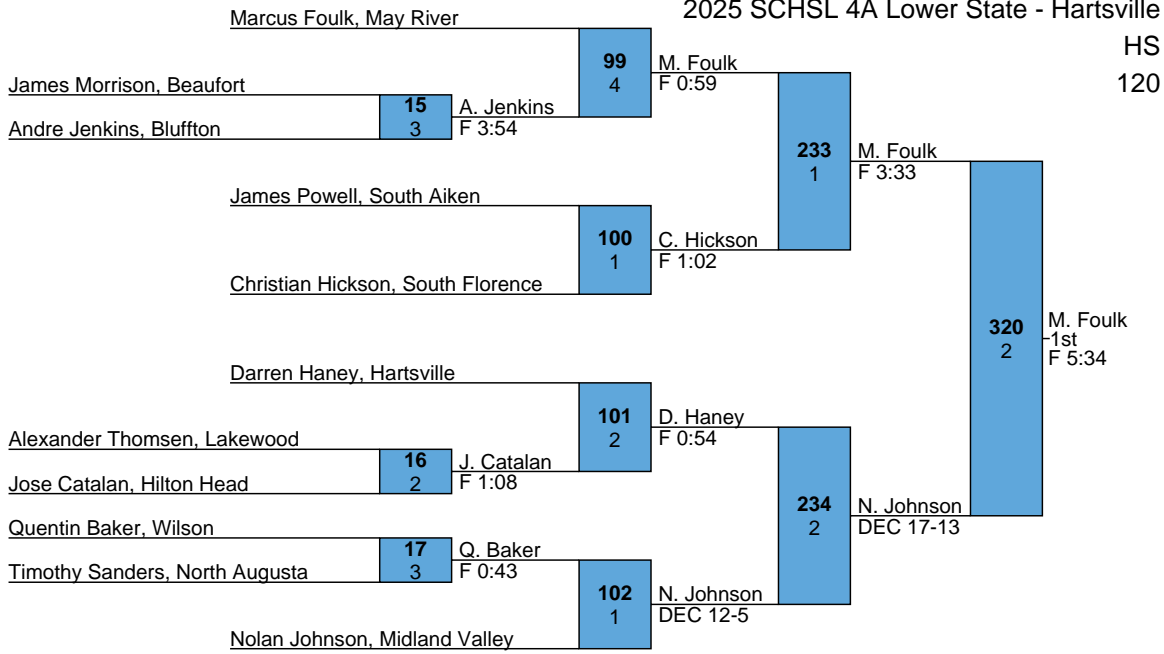 2025 SCHSL 4A Lower State - Hartsville
HS
120
Marcus Foulk, May River
99
4
M. Foulk
F 0:59
James Morrison, Beaufort
15
3
A. Jenkins
F 3:54
Andre Jenkins, Bluffton
233
1
M. Foulk
F 3:33
James Powell, South Aiken
100
1
C. Hickson
F 1:02
Christian Hickson, South Florence
320
2
M. Foulk
1st
F 5:34
Darren Haney, Hartsville
101
2
D. Haney
F 0:54
Alexander Thomsen, Lakewood
16
2
J. Catalan
F 1:08
Jose Catalan, Hilton Head
234
2
N. Johnson
DEC 17-13
Quentin Baker, Wilson
17
3
Q. Baker
F 0:43
Timothy Sanders, North Augusta
102
1
N. Johnson
DEC 12-5
Nolan Johnson, Midland Valley